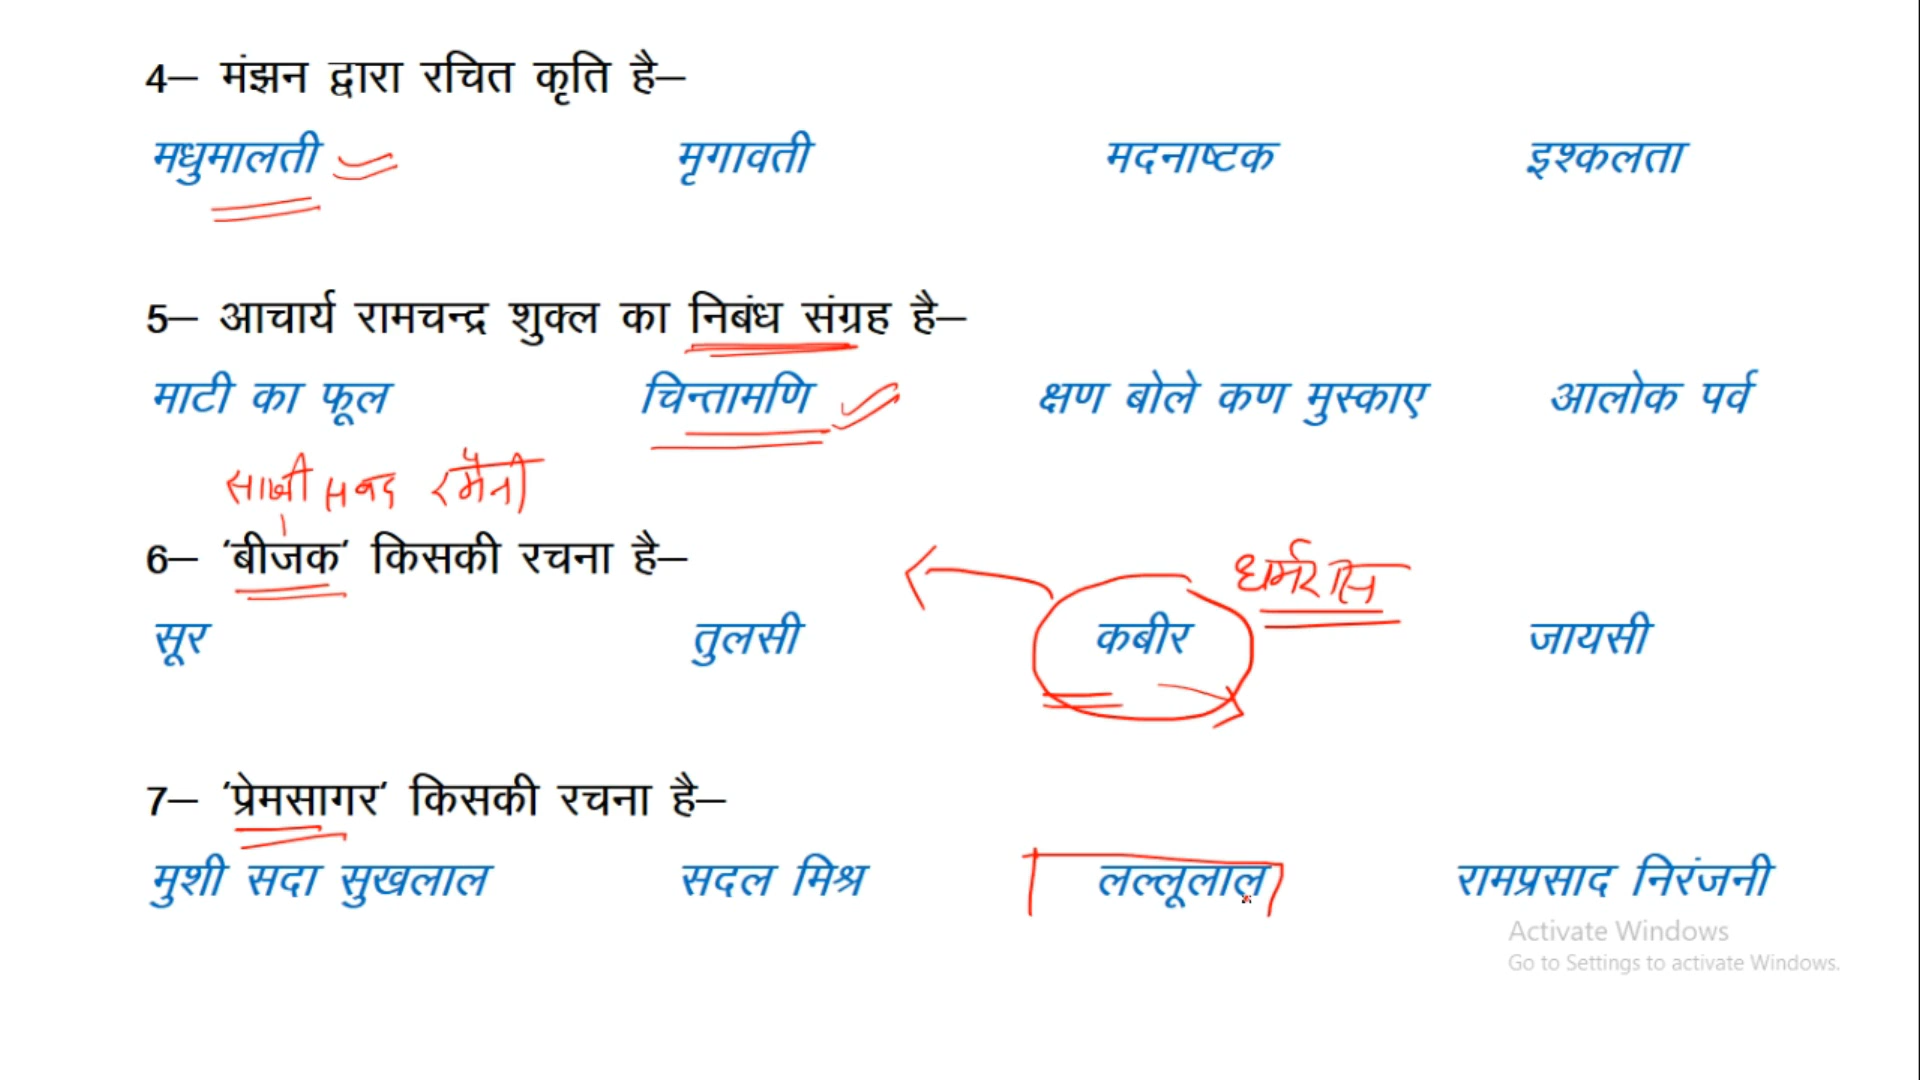 4– मंझन द्वारा रचित कृति है–
मधुमालती मृगावती मदनाष्टक इश्कलता
5– आचार्य रामचन्द्र शुक्ल का निबंध संग्रह है–
माटी का फूल चिन्तामणि क्षण बोले कण मुस्काए आलोक पर्व
साखी सबद रमैनी
6– ‘बीजक’ किसकी रचना है–
धर्मदास
सूर तुलसी कबीर जायसी
7– ‘प्रेमसागर’ किसकी रचना है–
मुशी सदा सुखलाल सदल मिश्र लल्लूलाल रामप्रसाद निरंजनी
Activate Windows
Go to Settings to activate Windows.